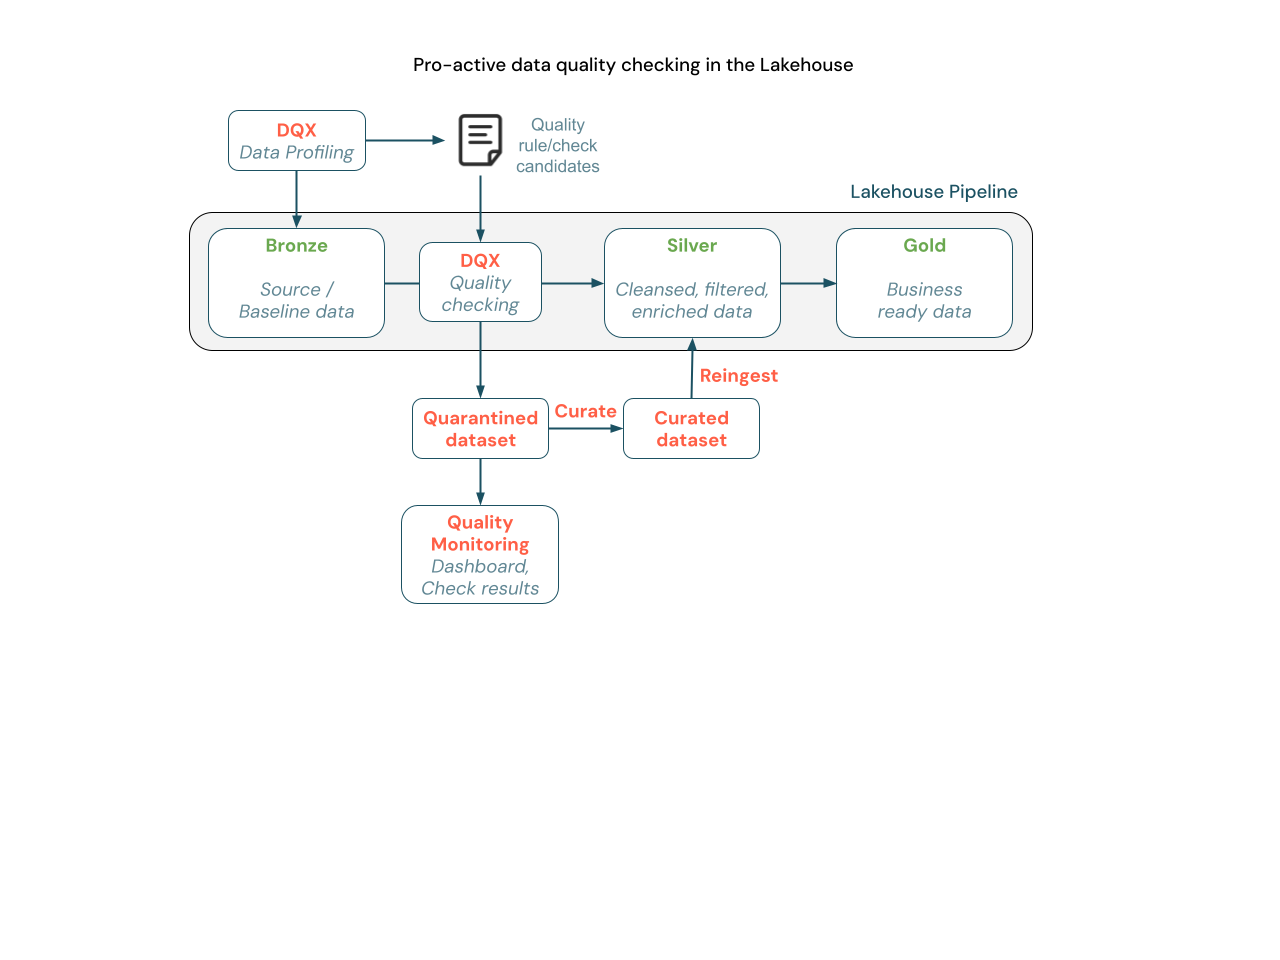 Pro-active data quality checking in the Lakehouse
DQX
Data Profiling
Quality
rule/check
candidates
Lakehouse Pipeline
Bronze
Source /
Baseline data
DQX
Quality
checking
Silver
Cleansed, filtered,
enriched data
Gold
Business
ready data
Reingest
Quarantined
dataset
Curate
Curated
dataset
Quality
Monitoring
Dashboard,
Check results